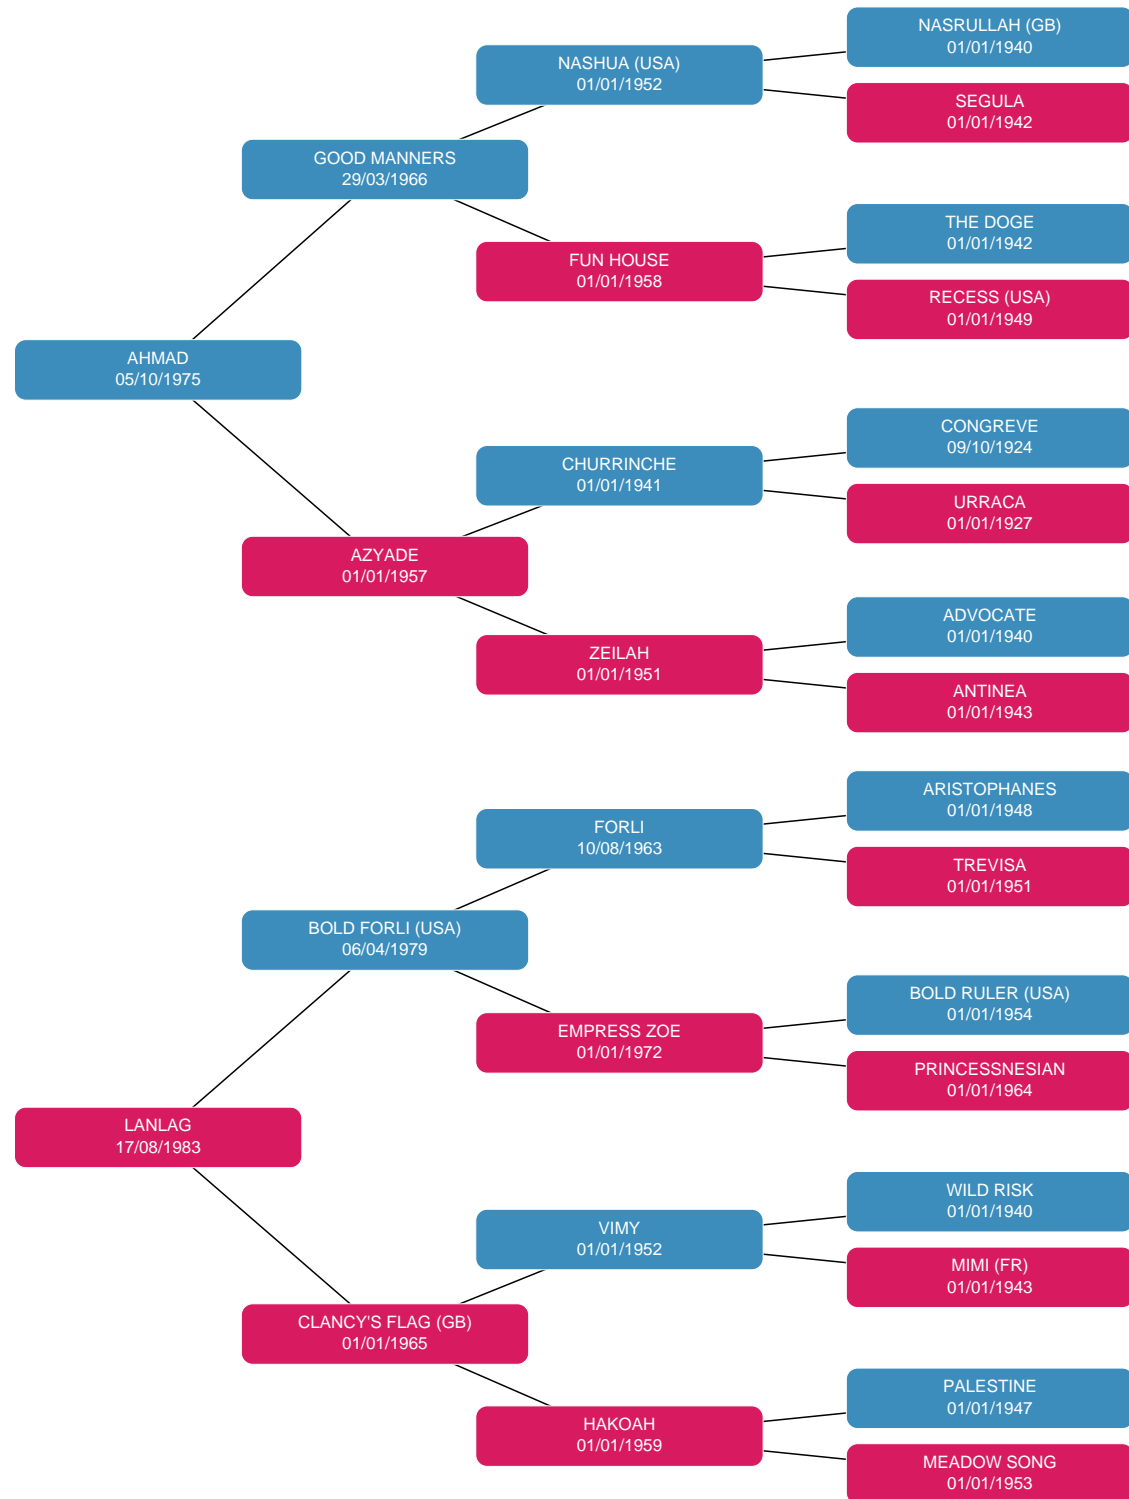 NASRULLAH (GB)
01/01/1940
NASHUA (USA)
01/01/1952
SEGULA
01/01/1942
GOOD MANNERS
29/03/1966
THE DOGE
01/01/1942
FUN HOUSE
01/01/1958
RECESS (USA)
01/01/1949
AHMAD
05/10/1975
CONGREVE
09/10/1924
CHURRINCHE
01/01/1941
URRACA
01/01/1927
AZYADE
01/01/1957
ADVOCATE
01/01/1940
ZEILAH
01/01/1951
ANTINEA
01/01/1943
ARISTOPHANES
01/01/1948
FORLI
10/08/1963
TREVISA
01/01/1951
BOLD FORLI (USA)
06/04/1979
BOLD RULER (USA)
01/01/1954
EMPRESS ZOE
01/01/1972
PRINCESSNESIAN
01/01/1964
LANLAG
17/08/1983
WILD RISK
01/01/1940
VIMY
01/01/1952
MIMI (FR)
01/01/1943
CLANCY'S FLAG (GB)
01/01/1965
PALESTINE
01/01/1947
HAKOAH
01/01/1959
MEADOW SONG
01/01/1953